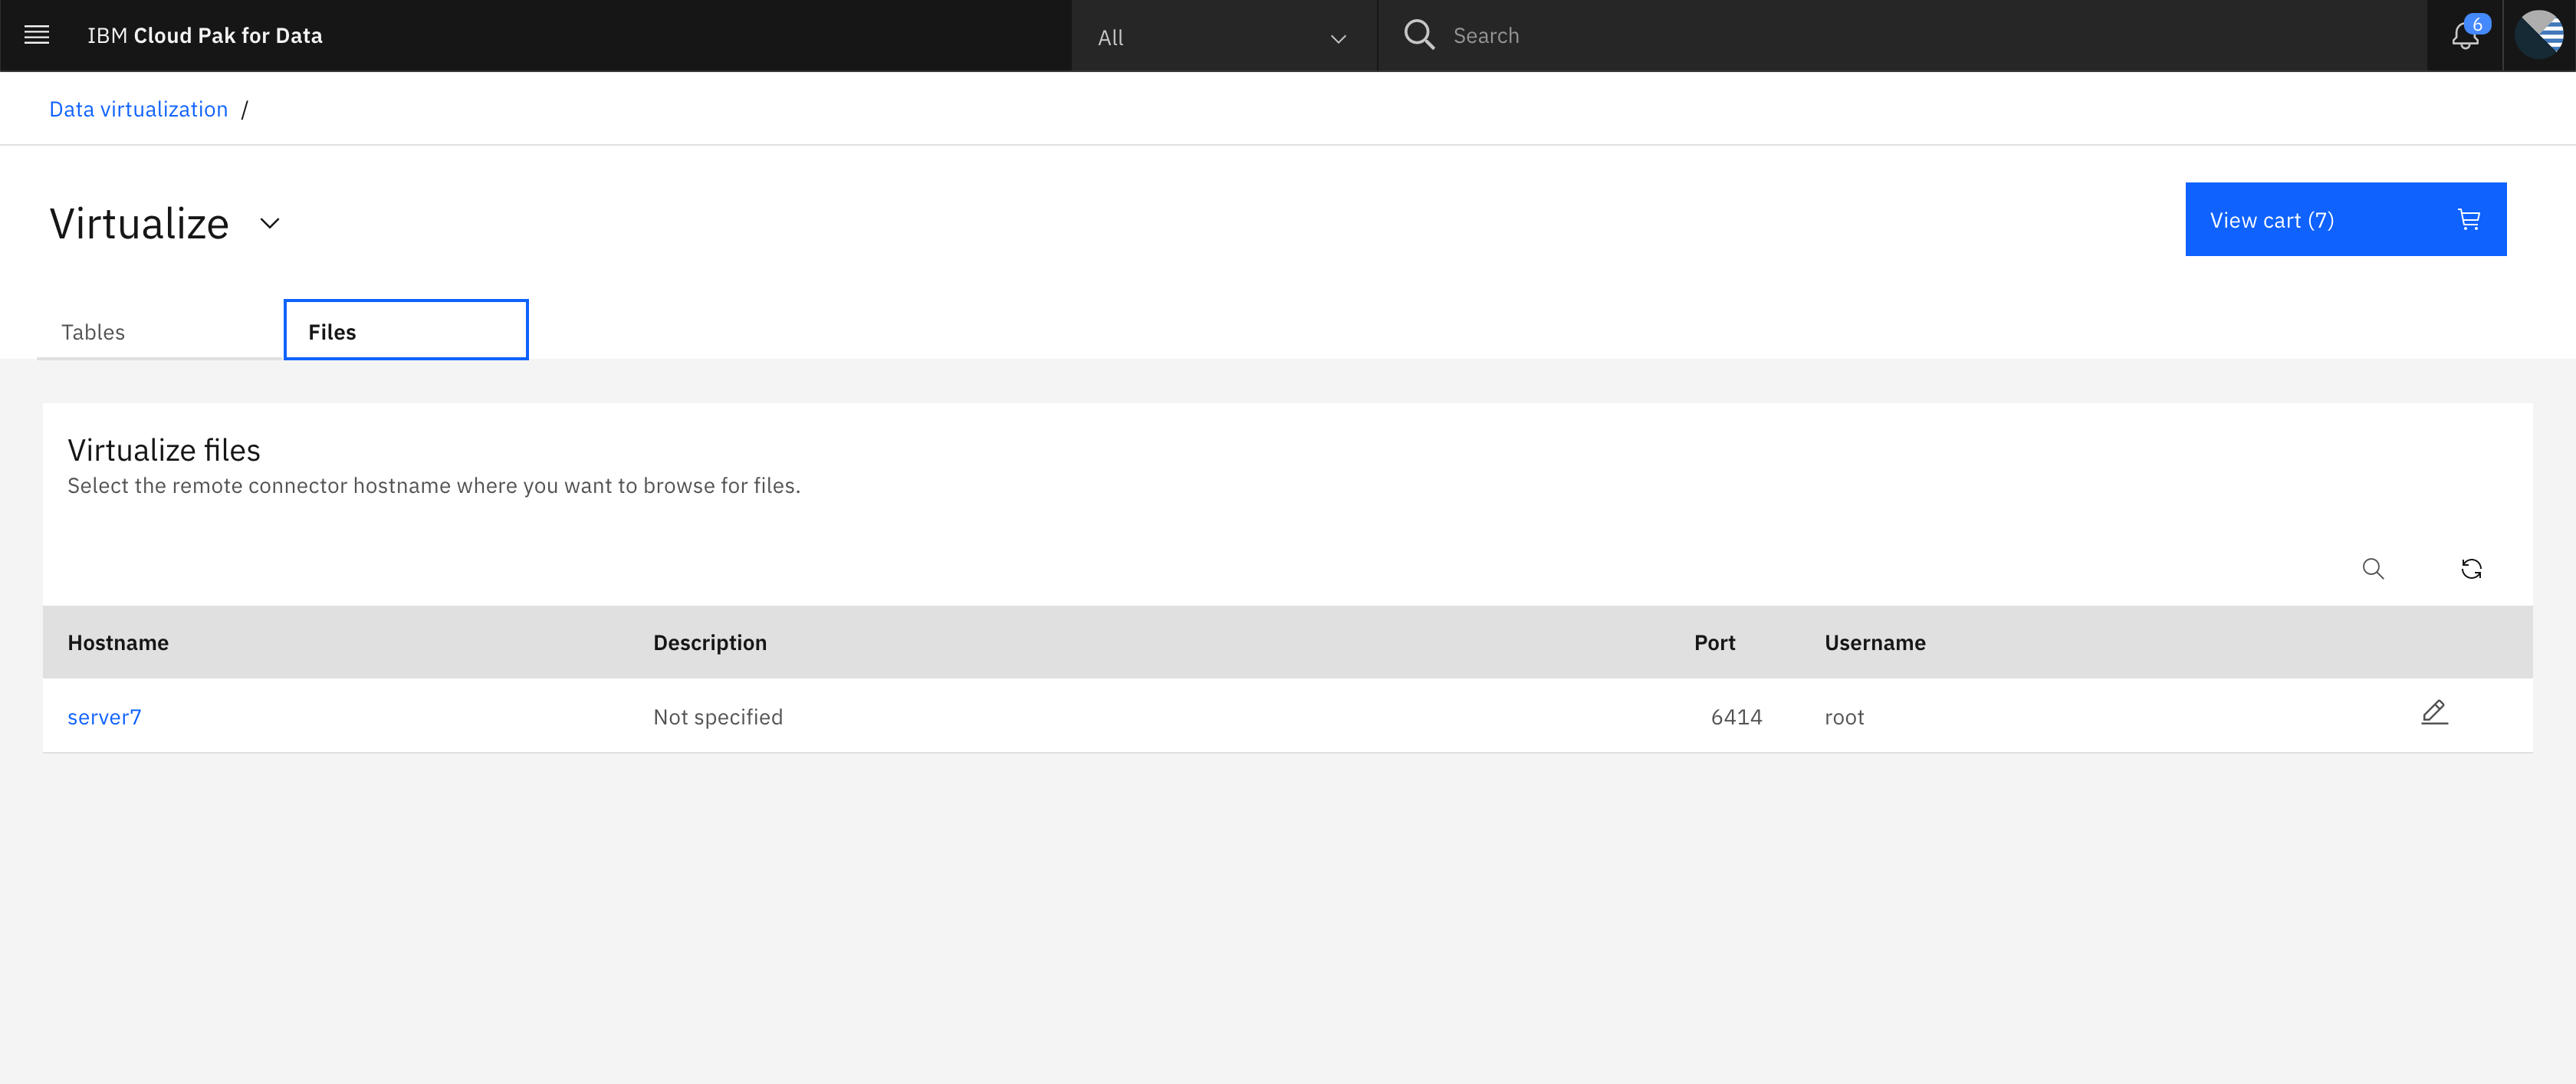 IBM Cloud Pak for Data
All
Search
6
Data virtualization /
Virtualize
View cart (7)
Tables
Files
Virtualize files
Select the remote connector hostname where you want to browse for files.
Hostname Description Port Username
server7 Not specified 6414 root